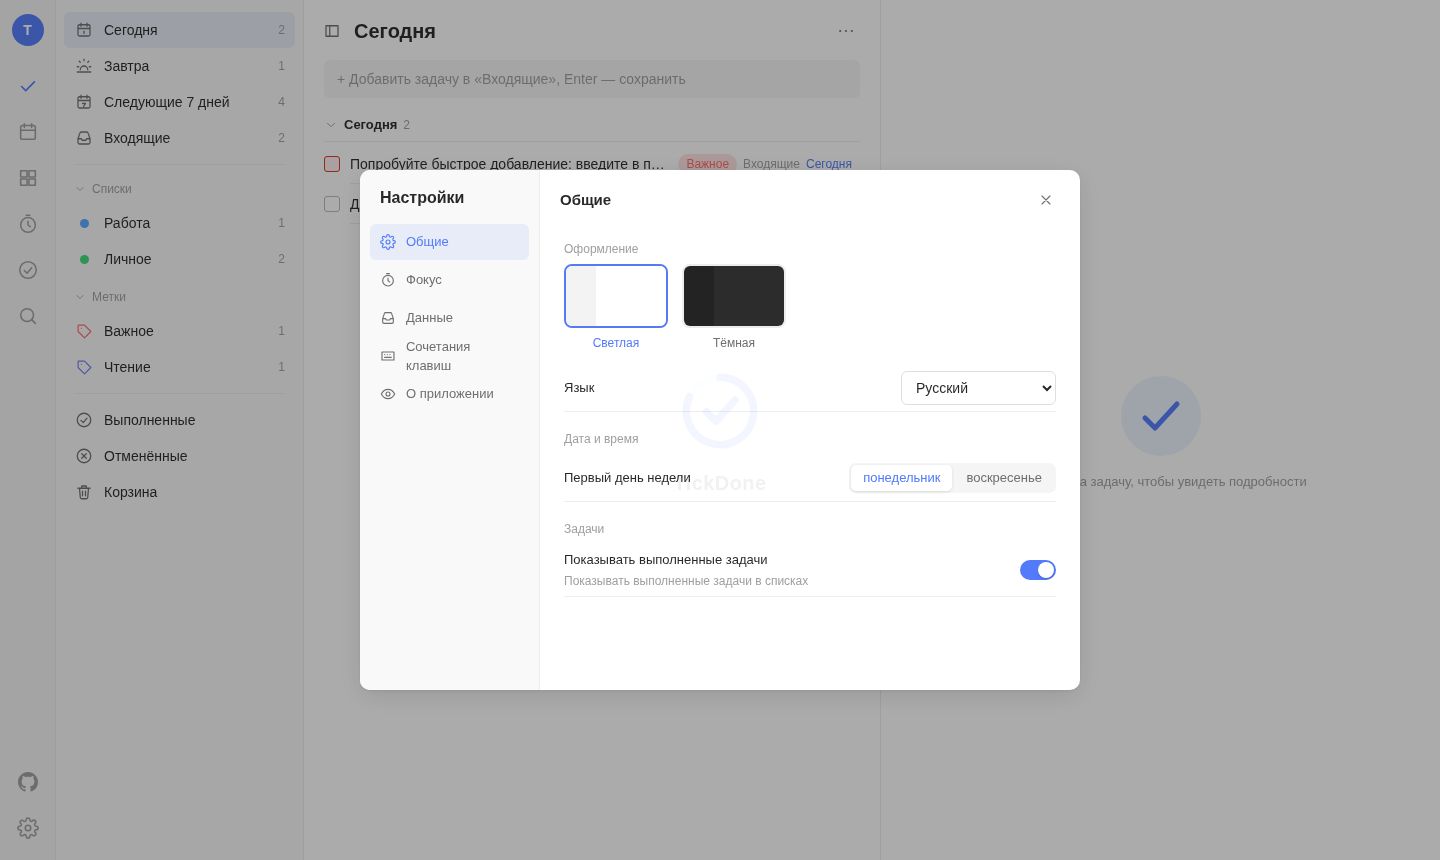 T
Сегодня 2
Завтра 1
Следующие 7 дней 4
Входящие 2
Списки
Работа 1
Личное 2
Метки
Важное 1
Чтение 1
Выполненные
Отменённые
Корзина
Сегодня
+ Добавить задачу в «Входящие», Enter — сохранить
Сегодня 2
Попробуйте быстрое добавление: введите в п… Важное Входящие Сегодня
Настройки
Общие
Фокус
Данные
Сочетания
клавиш
О приложении
Общие
Оформление
Светлая
Тёмная
Язык
Русский
Дата и время
Первый день недели
понедельник
воскресенье
Задачи
Показывать выполненные задачи
Показывать выполненные задачи в списках
TickDone
задачу, чтобы увидеть подробности